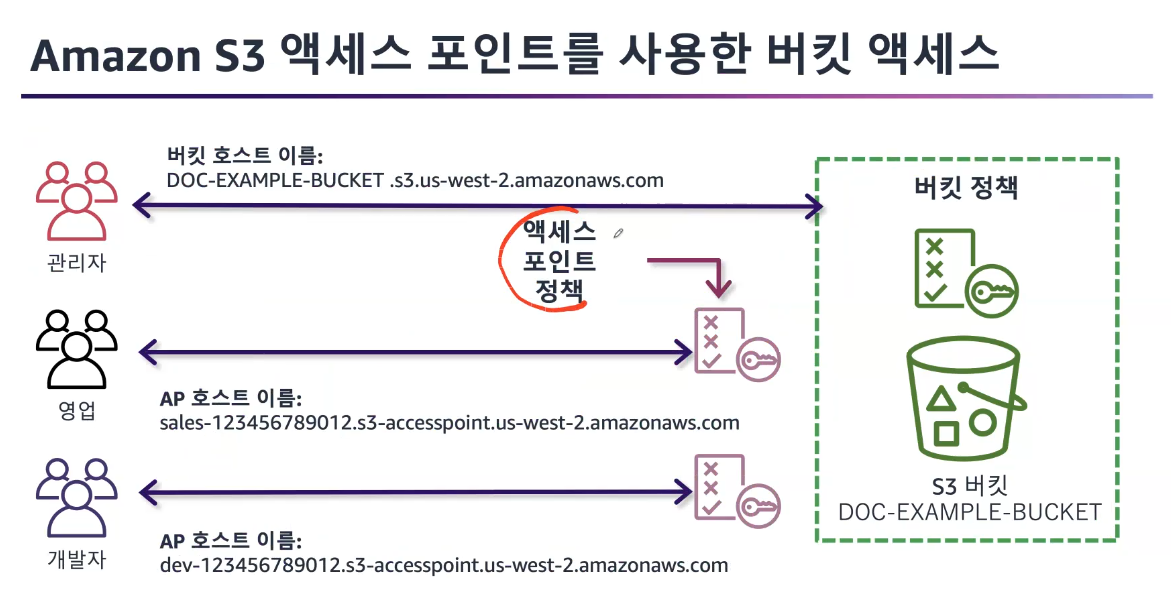 Amazon S3 액세스 포인트를 사용한 버킷 액세스
버킷 호스트 이름:
DOC-EXAMPLE-BUCKET .s3.us-west-2.amazonaws.com
관리자
액세스
포인트
정책
영업
AP 호스트 이름:
sales-123456789012.s3-accesspoint.us-west-2.amazonaws.com
개발자
AP 호스트 이름:
dev-123456789012.s3-accesspoint.us-west-2.amazonaws.com
버킷 정책
S3 버킷
DOC-EXAMPLE-BUCKET